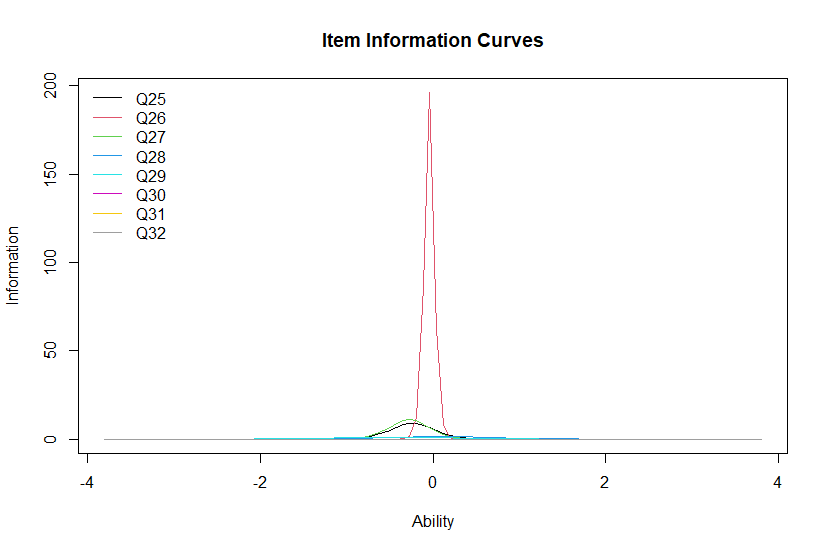 Item Information Curves
200
150
100
50
0
Information
Q25
Q26
Q27
Q28
Q29
Q30
Q31
Q32
-4
-2
0
2
4
Ability